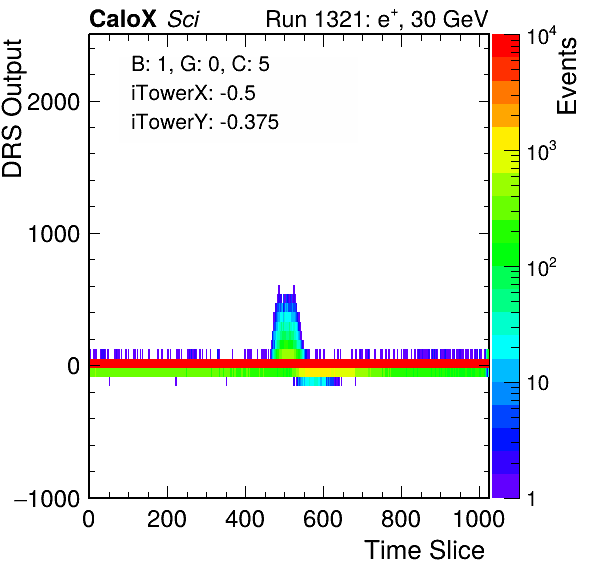 CaloX Sci Run 1321: e⁺, 30 GeV
B: 1, G: 0, C: 5
iTowerX: -0.5
iTowerY: -0.375
DRS Output
2000
1000
0
−1000
0 200 400 600 800 1000
Time Slice
10⁴
10³
10²
10
1
Events